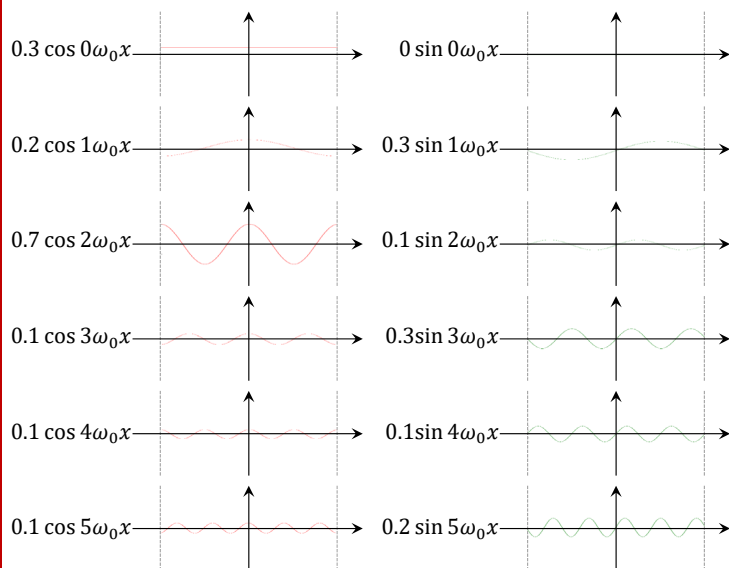 0.3 cos 0ω₀x
0 sin 0ω₀x
0.2 cos 1ω₀x
0.3 sin 1ω₀x
0.7 cos 2ω₀x
0.1 sin 2ω₀x
0.1 cos 3ω₀x
0.3sin 3ω₀x
0.1 cos 4ω₀x
0.1sin 4ω₀x
0.1 cos 5ω₀x
0.2 sin 5ω₀x